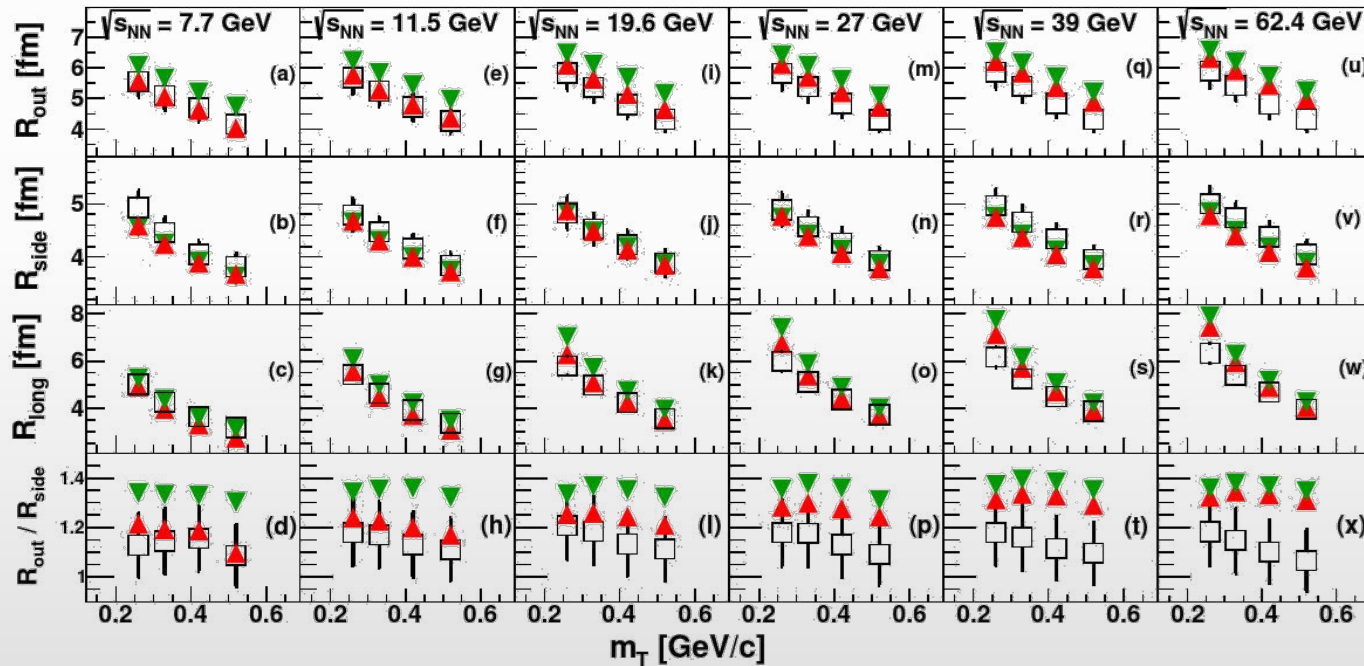 √sNN = 7.7 GeV √sNN = 11.5 GeV √sNN = 19.6 GeV √sNN = 27 GeV √sNN = 39 GeV √sNN = 62.4 GeV
Rout [fm]
7
6
5
4
(a) (e) (i) (m) (q) (u)
Rside [fm]
5
4
(b) (f) (j) (n) (r) (v)
Rlong [fm]
8
6
4
(c) (g) (k) (o) (s) (w)
Rout / Rside
1.4
1.2
1
(d) (h) (l) (p) (t) (x)
0.2 0.4 0.6 0.2 0.4 0.6 0.2 0.4 0.6 0.2 0.4 0.6 0.2 0.4 0.6 0.2 0.4 0.6
mT [GeV/c]